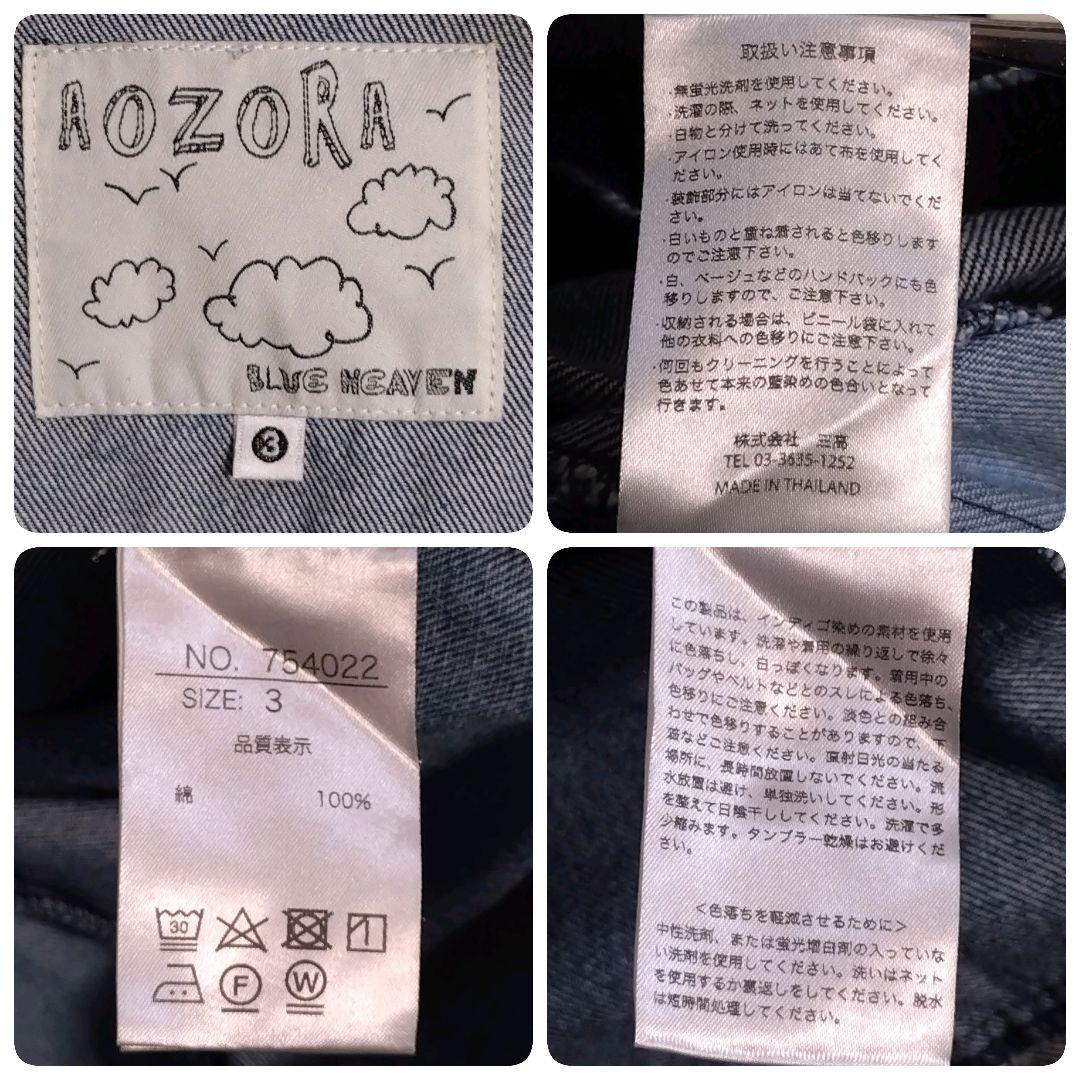 AOZORA
BLUE HEAVEN
3
取扱い注意事項
・無蛍光洗剤を使用してください。
・洗濯の際、ネットを使用してください。
・白物と分けて洗ってください。
・アイロン使用時にはあて布を使用してく
ださい。
・装飾部分にはアイロンは当てないでくだ
さい。
・白いものと重ね着されると色移りします
のでご注意下さい。
・白、ベージュなどのハンドバックにも色
移りしますので、ご注意下さい。
・収納される場合は、ビニール袋に入れて
他の衣料への色移りにご注意下さい。
・何回もクリーニングを行うことによって
色あせて本来の藍染めの色合いとなって
行きます。
株式会社 三高
TEL 03-3635-1252
MADE IN THAILAND
NO. 754022
SIZE: 3
品質表示
綿 100%
30
F W
この製品は、インディゴ染めの素材を使用
しています。洗濯や着用の繰り返しで徐々
に色落ちし、白っぽくなります。着用中の
バッグやベルトなどとのスレによる色落ち、
色移りにご注意ください。淡色との組み合
わせで色移りすることがありますので、下
着などご注意ください。直射日光の当たる
場所に、長時間放置しないでください。流
水放置は避け、単独洗いしてください。形
を整えて日陰干ししてください。洗濯で多
少縮みます。タンブラー乾燥はお避けくだ
さい。
<色落ちを軽減させるために>
中性洗剤、または蛍光増白剤の入っていな
い洗剤を使用してください。洗いはネット
を使用するか裏返しをしてください。脱水
は短時間処理してください。